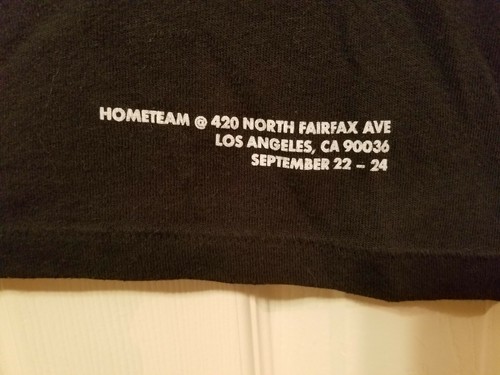 HOMETEAM @ 420 NORTH FAIRFAX AVE
LOS ANGELES, CA 90036
SEPTEMBER 22 – 24